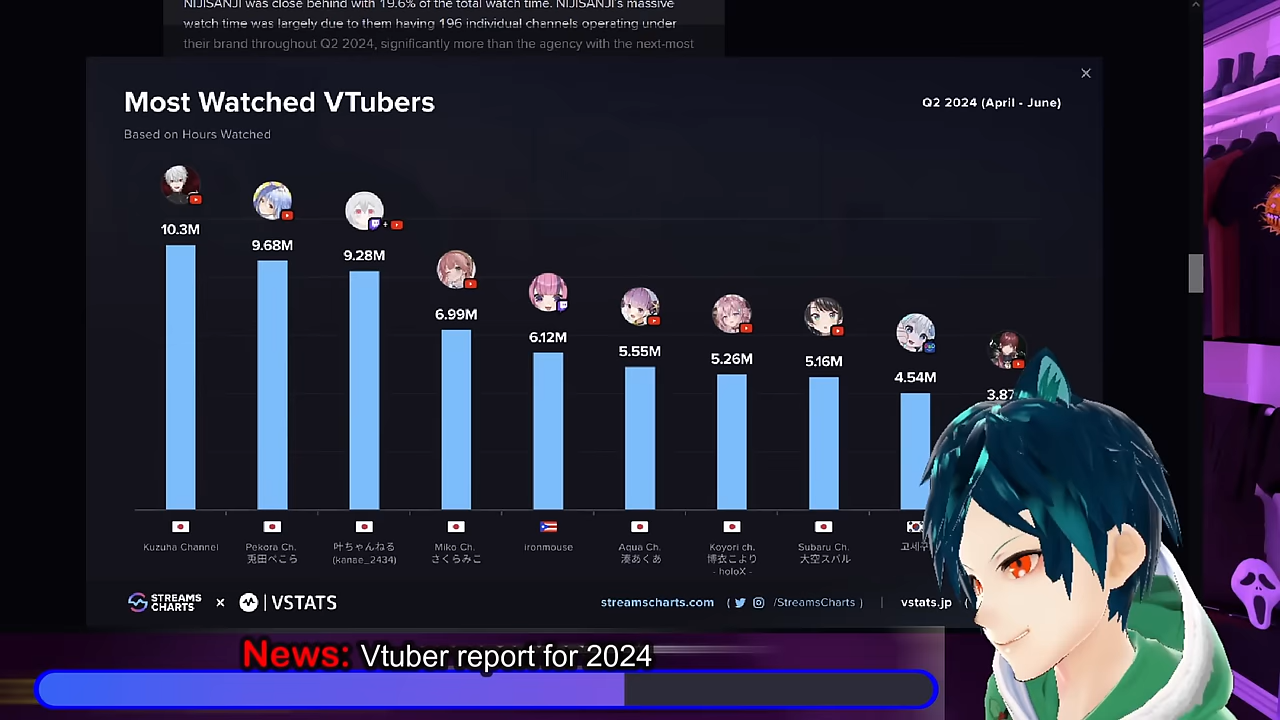 NIJISANJI was close behind with 19.6% of the total watch time. NIJISANJI's massive
watch time was largely due to them having 196 individual channels operating under
their brand throughout Q2 2024, significantly more than the agency with the next-most
Most Watched VTubers
Q2 2024 (April - June)
Based on Hours Watched
10.3M
9.68M
9.28M
6.99M
6.12M
5.55M
5.26M
5.16M
4.54M
3.87
Kuzuha Channel
Pekora Ch.
兎田ぺこら
叶ちゃんねる
(kanae_2434)
Miko Ch.
さくらみこ
ironmouse
Aqua Ch.
湊あくあ
Koyori ch.
博衣こより
- holoX -
Subaru Ch.
大空スバル
고세구
STREAMS
CHARTS
×
VSTATS
streamscharts.com
( /StreamsCharts )
|
vstats.jp (
News: Vtuber report for 2024